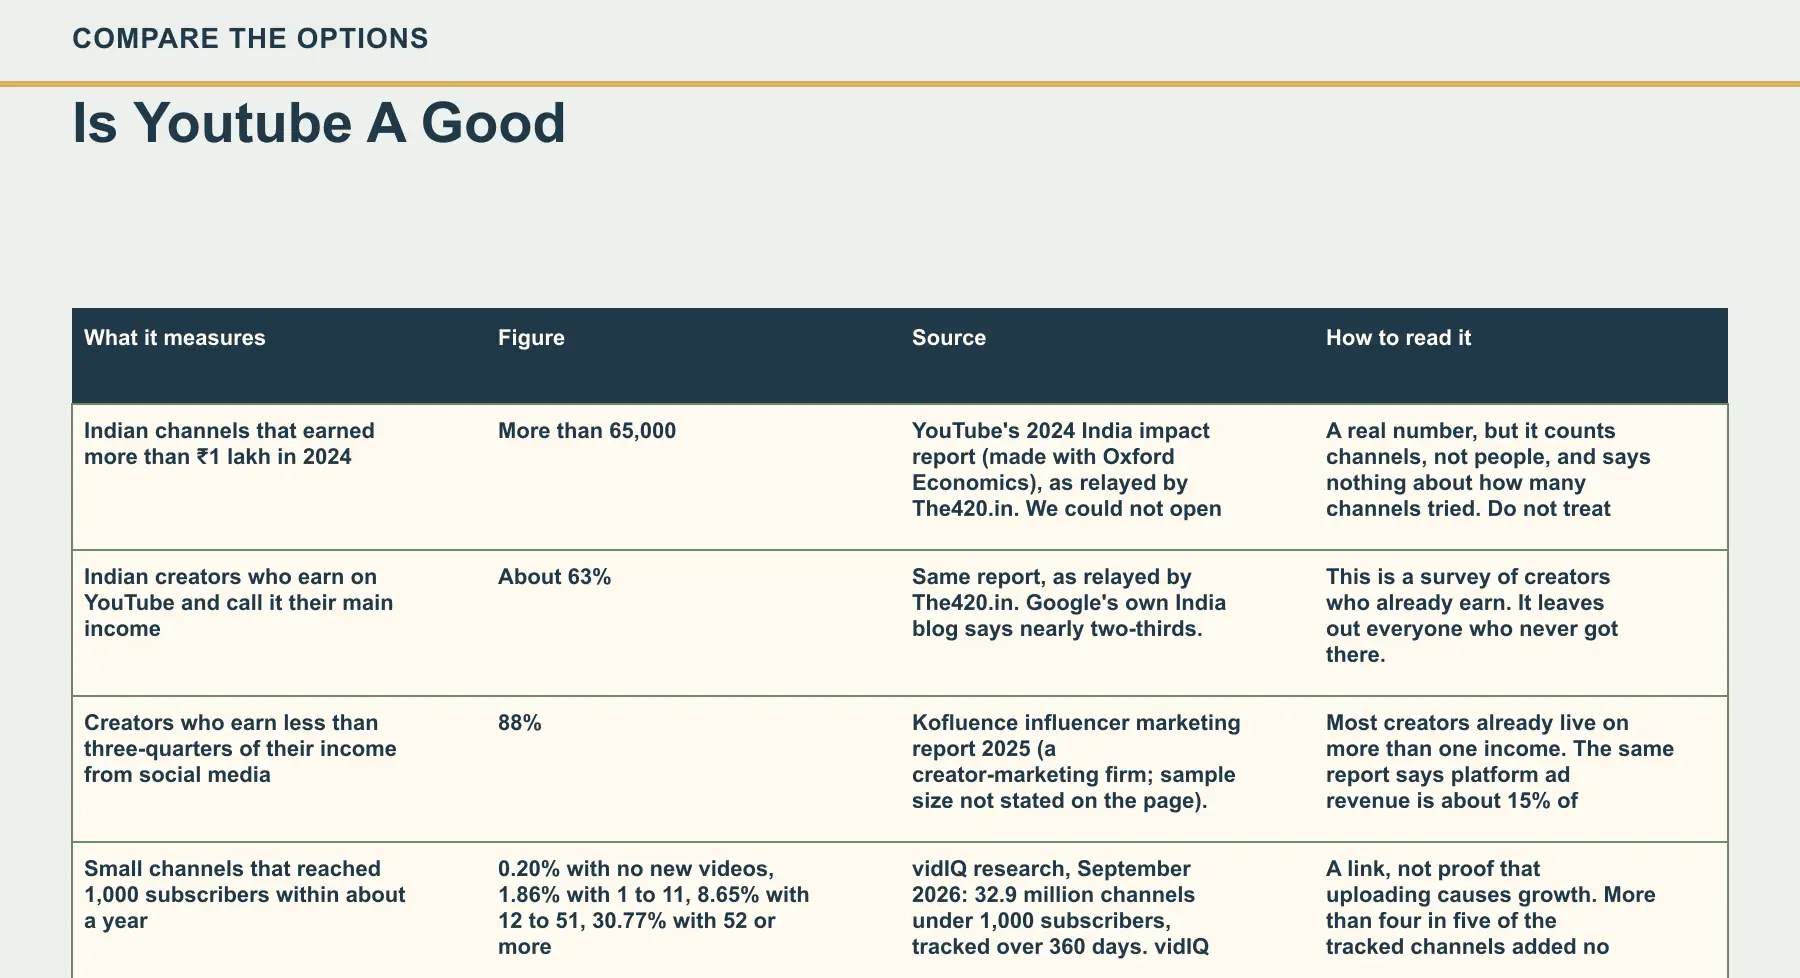 COMPARE THE OPTIONS
Is Youtube A Good
What it measures
Figure
Source
How to read it
Indian channels that earned
more than ₹1 lakh in 2024
More than 65,000
YouTube's 2024 India impact
report (made with Oxford
Economics), as relayed by
The420.in. We could not open
A real number, but it counts
channels, not people, and says
nothing about how many
channels tried. Do not treat
Indian creators who earn on
YouTube and call it their main
income
About 63%
Same report, as relayed by
The420.in. Google's own India
blog says nearly two-thirds.
This is a survey of creators
who already earn. It leaves
out everyone who never got
there.
Creators who earn less than
three-quarters of their income
from social media
88%
Kofluence influencer marketing
report 2025 (a
creator-marketing firm; sample
size not stated on the page).
Most creators already live on
more than one income. The same
report says platform ad
revenue is about 15% of
Small channels that reached
1,000 subscribers within about
a year
0.20% with no new videos,
1.86% with 1 to 11, 8.65% with
12 to 51, 30.77% with 52 or
more
vidIQ research, September
2026: 32.9 million channels
under 1,000 subscribers,
tracked over 360 days. vidIQ
A link, not proof that
uploading causes growth. More
than four in five of the
tracked channels added no